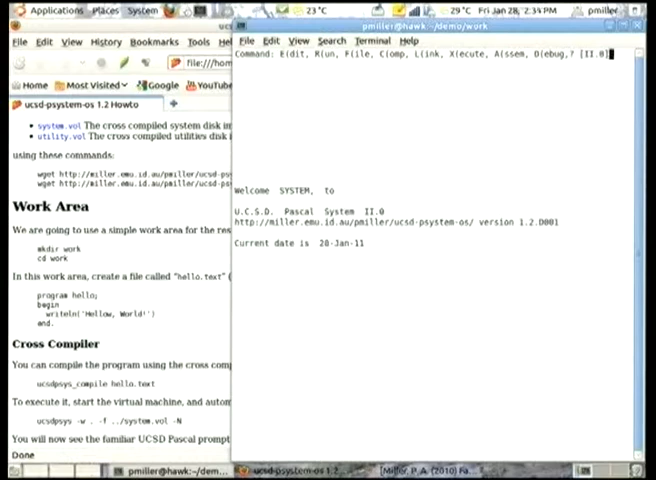 Applications Places System 23 °C 29 °C Fri Jan 28, 2:34 PM pmiller
File Edit View History Bookmarks Tools
file:///hom
Home Most Visited Google YouTube
ucsd-psystem-os 1.2 Howto
system.vol The cross compiled system disk im
utility.vol The cross compiled utilities disk i
using these commands:
wget http://miller.emu.id.au/pmiller/ucsd-ps
wget http://miller.emu.id.au/pmiller/ucsd-ps
Work Area
We are going to use a simple work area for the res
mkdir work
cd work
In this work area, create a file called "hello.text" (
program hello;
begin
writeln('Hellow, World!')
end.
Cross Compiler
You can compile the program using the cross comp
ucsdpsys_compile hello.text
To execute it, start the virtual machine, and autom
ucsdpsys -w . -f ../system.vol -N
You will now see the familiar UCSD Pascal prompt
Done
pmiller@hawk:~/demo/work
File Edit View Search Terminal Help
Command: E(dit, R(un, F(ile, C(omp, L(ink, X(ecute, A(ssem, D(ebug,? [II.0]
Welcome SYSTEM, to
U.C.S.D. Pascal System II.0
http://miller.emu.id.au/pmiller/ucsd-psystem-os/ version 1.2.D001
Current date is 28-Jan-11
pmiller@hawk:~/dem... ucsd-psystem-os 1.2... [Miller, P. A. (2010) Fa...